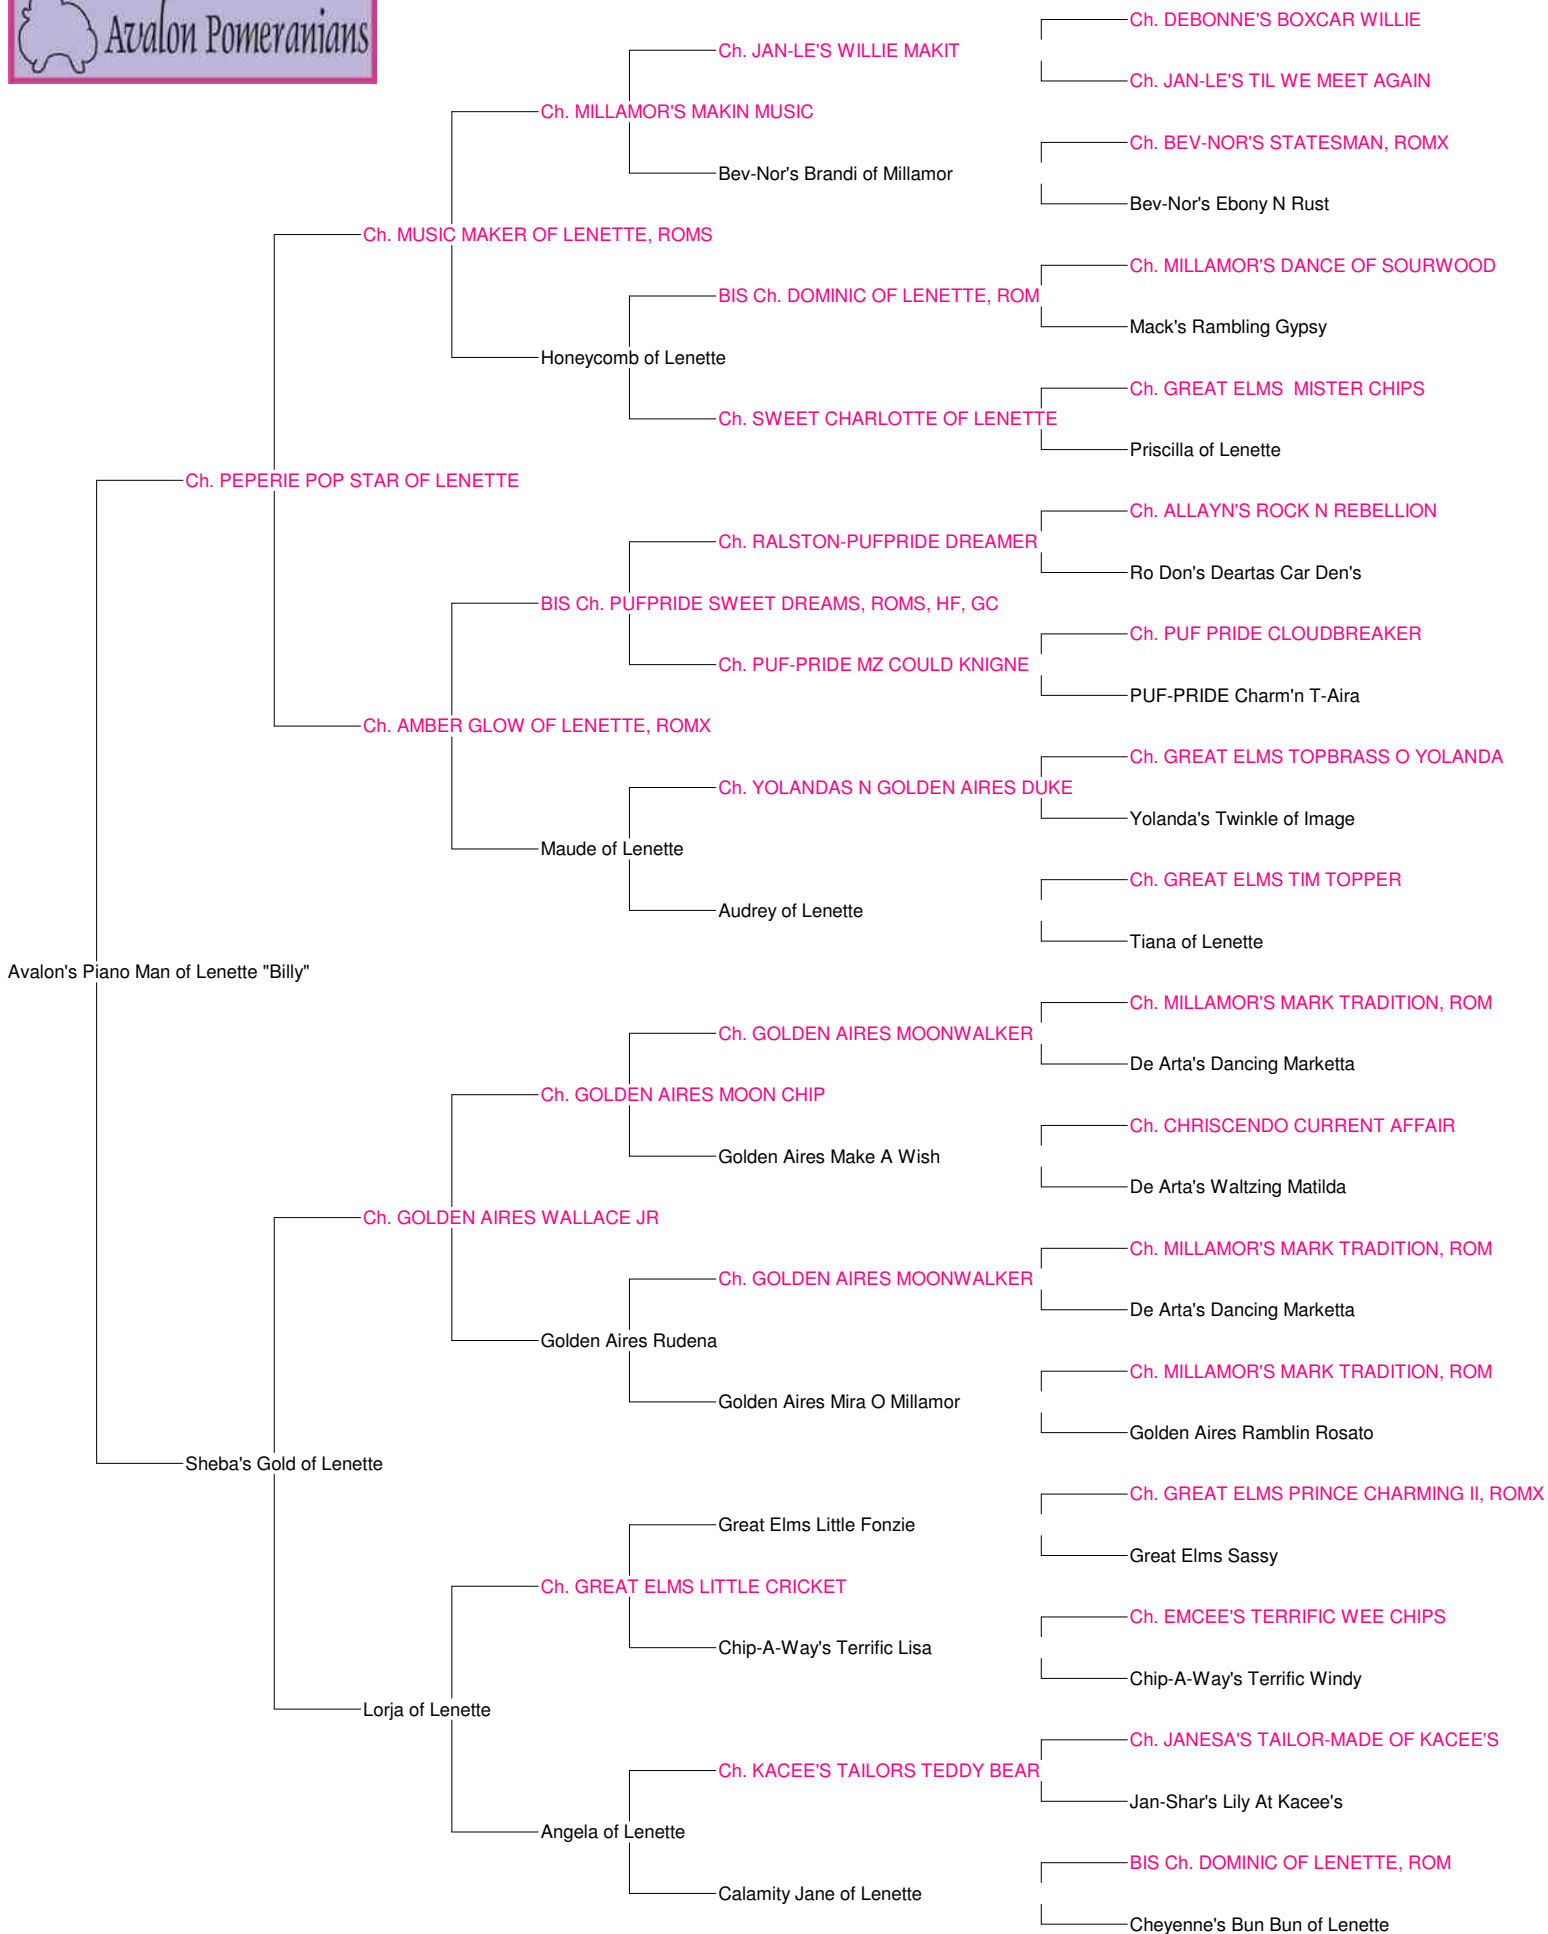 Avalon Pomeranians
Ch. DEBONNE'S BOXCAR WILLIE
Ch. JAN-LE'S WILLIE MAKIT
Ch. JAN-LE'S TIL WE MEET AGAIN
Ch. MILLAMOR'S MAKIN MUSIC
Ch. BEV-NOR'S STATESMAN, ROMX
Bev-Nor's Brandi of Millamor
Bev-Nor's Ebony N Rust
Ch. MUSIC MAKER OF LENETTE, ROMS
Ch. MILLAMOR'S DANCE OF SOURWOOD
BIS Ch. DOMINIC OF LENETTE, ROM
Mack's Rambling Gypsy
Honeycomb of Lenette
Ch. GREAT ELMS  MISTER CHIPS
Ch. SWEET CHARLOTTE OF LENETTE
Priscilla of Lenette
Ch. PEPERIE POP STAR OF LENETTE
Ch. ALLAYN'S ROCK N REBELLION
Ch. RALSTON-PUFPRIDE DREAMER
Ro Don's Deartas Car Den's
BIS Ch. PUFPRIDE SWEET DREAMS, ROMS, HF, GC
Ch. PUF PRIDE CLOUDBREAKER
Ch. PUF-PRIDE MZ COULD KNIGNE
PUF-PRIDE Charm'n T-Aira
Ch. AMBER GLOW OF LENETTE, ROMX
Ch. GREAT ELMS TOPBRASS O YOLANDA
Ch. YOLANDAS N GOLDEN AIRES DUKE
Yolanda's Twinkle of Image
Maude of Lenette
Ch. GREAT ELMS TIM TOPPER
Audrey of Lenette
Tiana of Lenette
Avalon's Piano Man of Lenette "Billy"
Ch. MILLAMOR'S MARK TRADITION, ROM
Ch. GOLDEN AIRES MOONWALKER
De Arta's Dancing Marketta
Ch. GOLDEN AIRES MOON CHIP
Ch. CHRISCENDO CURRENT AFFAIR
Golden Aires Make A Wish
De Arta's Waltzing Matilda
Ch. GOLDEN AIRES WALLACE JR
Ch. MILLAMOR'S MARK TRADITION, ROM
Ch. GOLDEN AIRES MOONWALKER
De Arta's Dancing Marketta
Golden Aires Rudena
Ch. MILLAMOR'S MARK TRADITION, ROM
Golden Aires Mira O Millamor
Golden Aires Ramblin Rosato
Sheba's Gold of Lenette
Ch. GREAT ELMS PRINCE CHARMING II, ROMX
Great Elms Little Fonzie
Great Elms Sassy
Ch. GREAT ELMS LITTLE CRICKET
Ch. EMCEE'S TERRIFIC WEE CHIPS
Chip-A-Way's Terrific Lisa
Chip-A-Way's Terrific Windy
Lorja of Lenette
Ch. JANESA'S TAILOR-MADE OF KACEE'S
Ch. KACEE'S TAILORS TEDDY BEAR
Jan-Shar's Lily At Kacee's
Angela of Lenette
BIS Ch. DOMINIC OF LENETTE, ROM
Calamity Jane of Lenette
Cheyenne's Bun Bun of Lenette